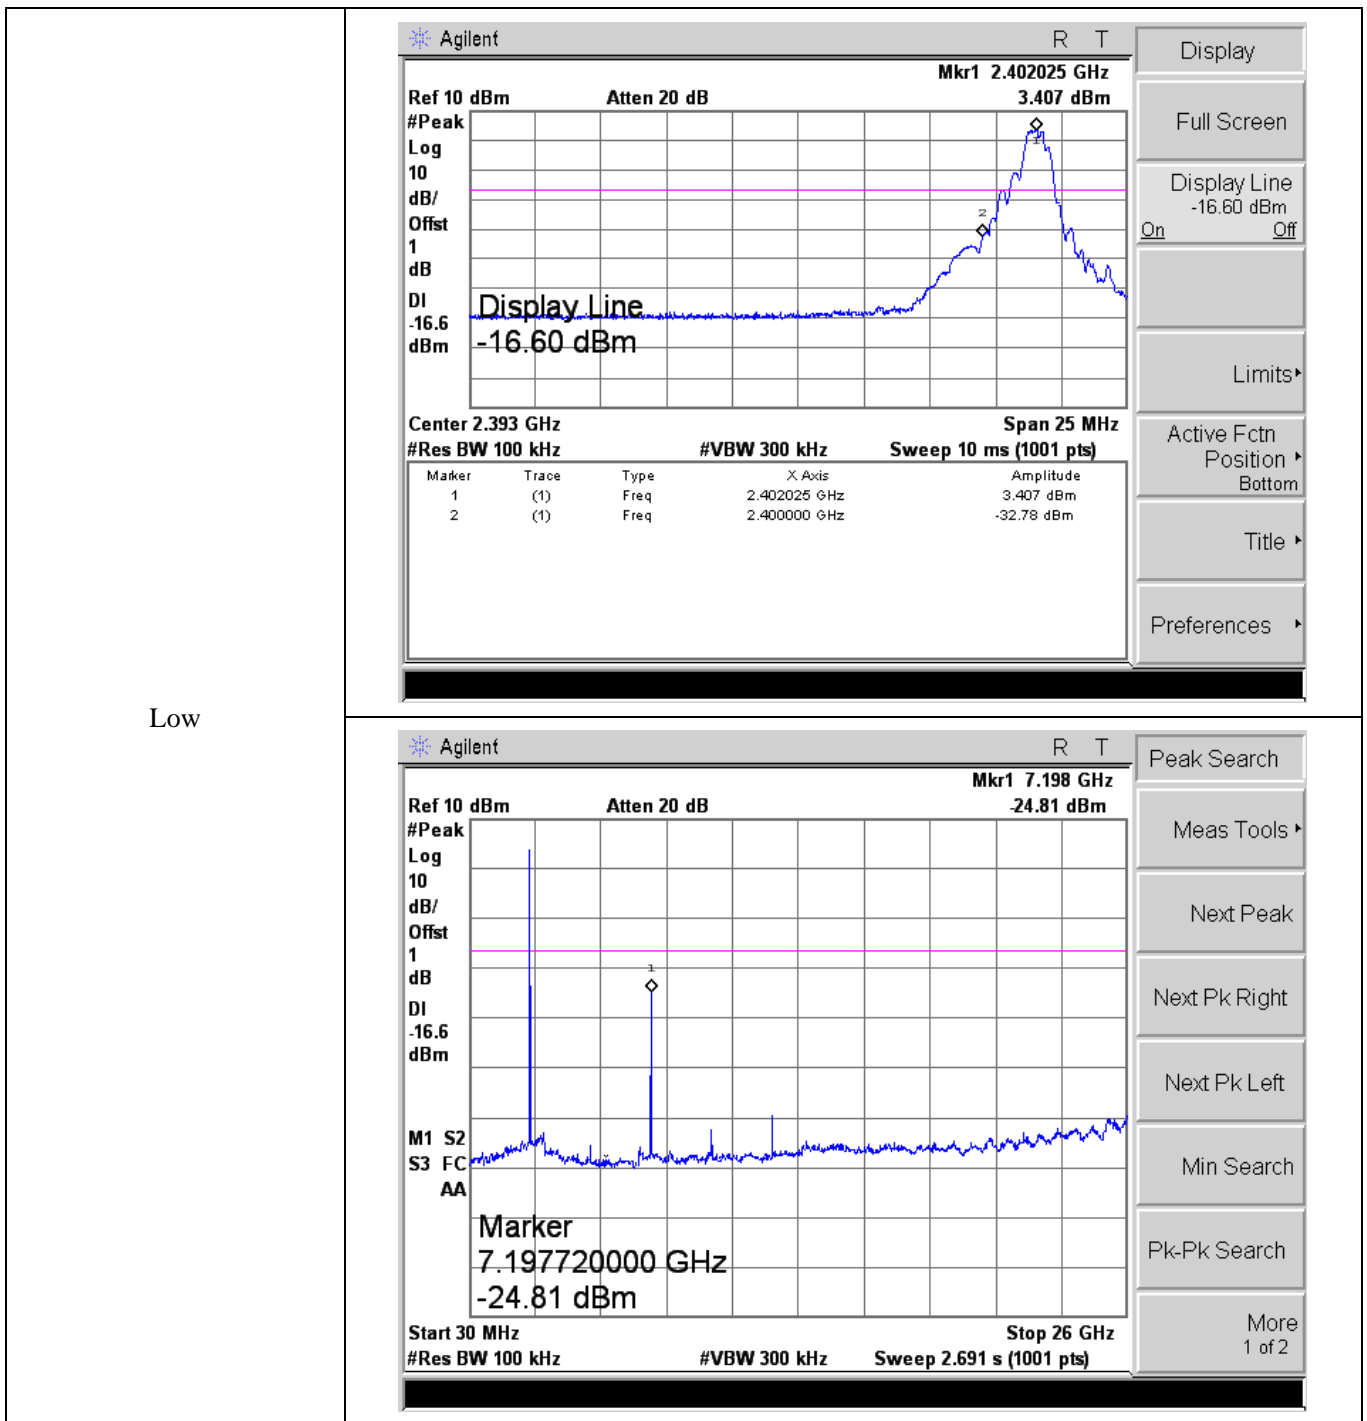 Low
Agilent R T
Mkr1 2.402025 GHz
Ref 10 dBm Atten 20 dB 3.407 dBm
#Peak
Log
10
dB/
Offst
1
dB
DI
-16.6
dBm
1
2
Display Line
-16.60 dBm
Center 2.393 GHz Span 25 MHz
#Res BW 100 kHz #VBW 300 kHz Sweep 10 ms (1001 pts)
Marker Trace Type X Axis Amplitude
1 (1) Freq 2.402025 GHz 3.407 dBm
2 (1) Freq 2.400000 GHz -32.78 dBm
Display
Full Screen
Display Line
-16.60 dBm
On Off
Limits
Active Fctn
Position
Bottom
Title
Preferences
Agilent R T
Mkr1 7.198 GHz
Ref 10 dBm Atten 20 dB -24.81 dBm
#Peak
Log
10
dB/
Offst
1
dB
DI
-16.6
dBm
M1 S2
S3 FC
AA
1
Marker
7.197720000 GHz
-24.81 dBm
Start 30 MHz Stop 26 GHz
#Res BW 100 kHz #VBW 300 kHz Sweep 2.691 s (1001 pts)
Peak Search
Meas Tools
Next Peak
Next Pk Right
Next Pk Left
Min Search
Pk-Pk Search
More
1 of 2